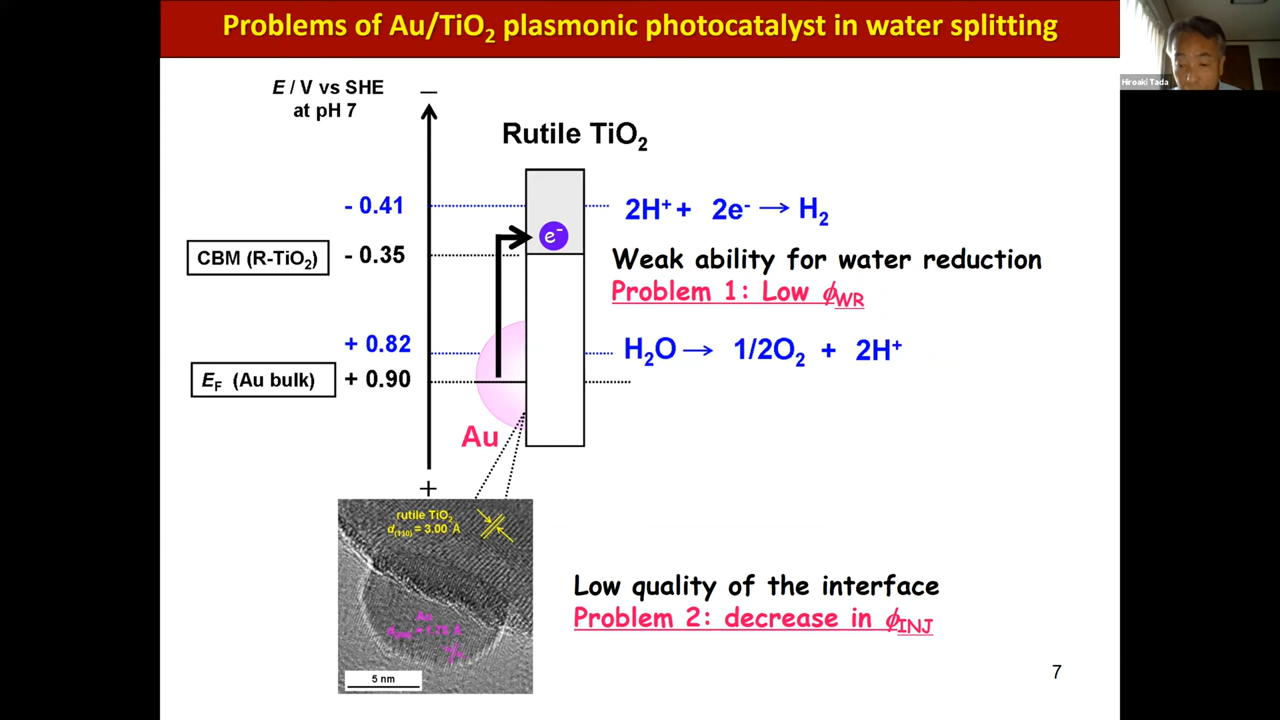 Problems of Au/TiO₂ plasmonic photocatalyst in water splitting
Hiroaki Tada
E / V vs SHE
at pH 7
−
Rutile TiO₂
- 0.41
2H⁺ + 2e⁻ → H₂
e⁻
CBM (R-TiO₂)
- 0.35
Weak ability for water reduction
Problem 1: Low ϕWR
+ 0.82
H₂O → 1/2O₂ + 2H⁺
EF (Au bulk)
+ 0.90
Au
+
rutile TiO₂
d(110) = 3.00 Å
Au
5 nm
Low quality of the interface
Problem 2: decrease in ϕINJ
7